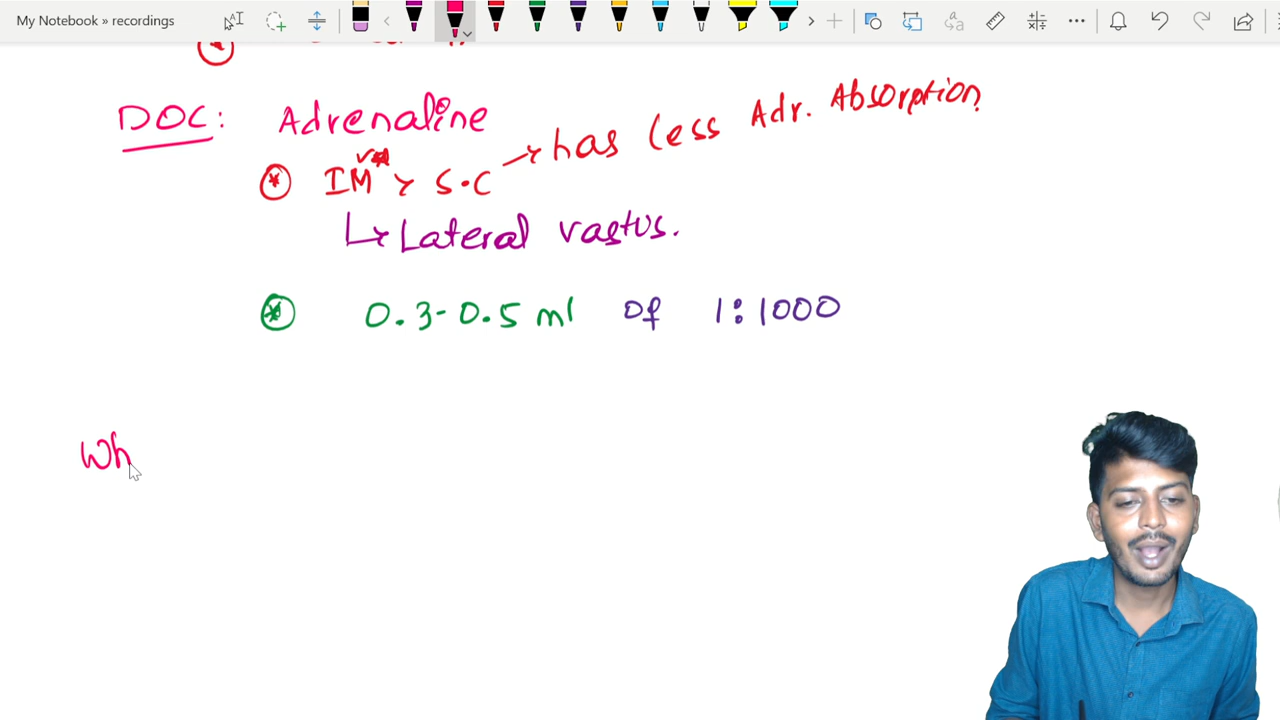 My Notebook » recordings
DOC: Adrenaline
IM > S.C → has less Adr. Absorption
↳ Lateral vastus.
0.3-0.5 ml of 1:1000
Wh